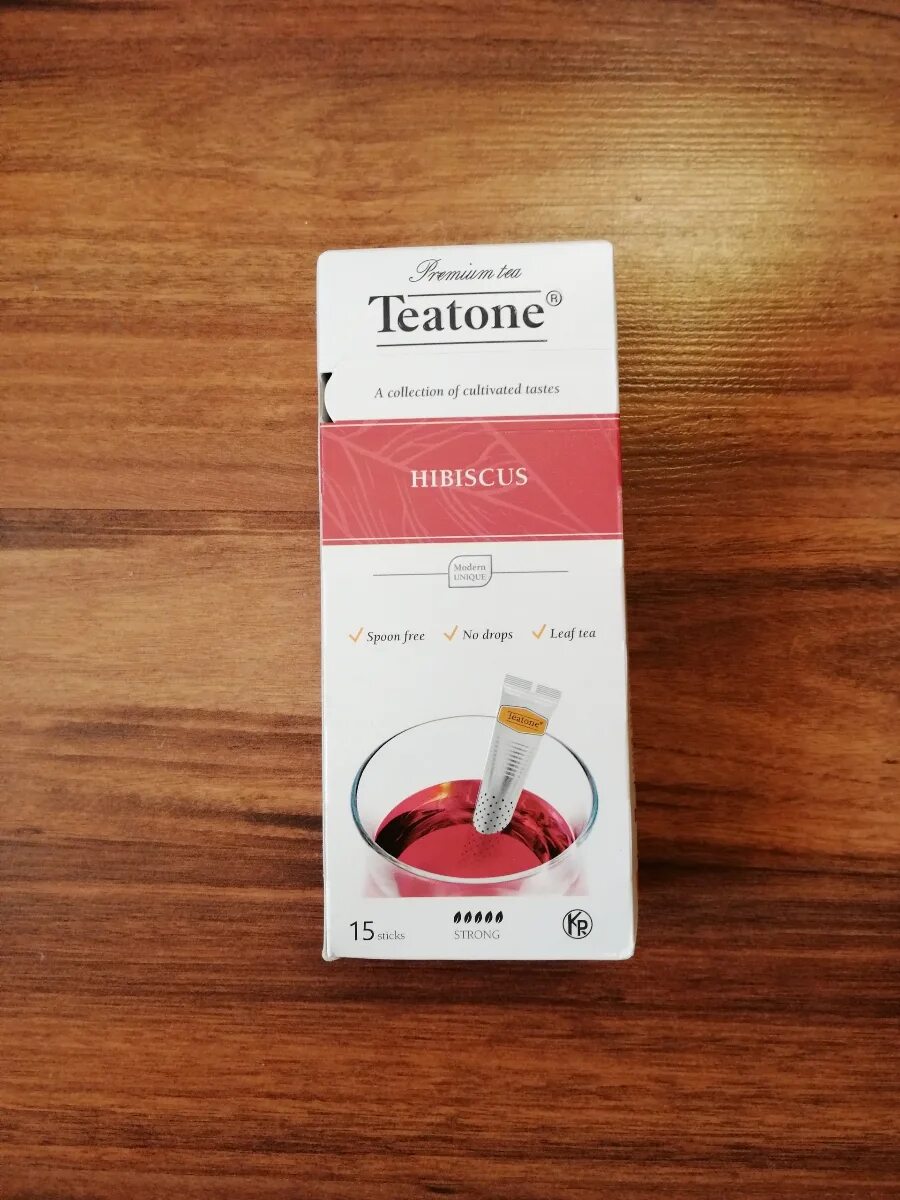 Premium tea
Teatone®
A collection of cultivated tastes
HIBISCUS
Modern
UNIQUE
Spoon free No drops Leaf tea
Teatone®
15 sticks
STRONG